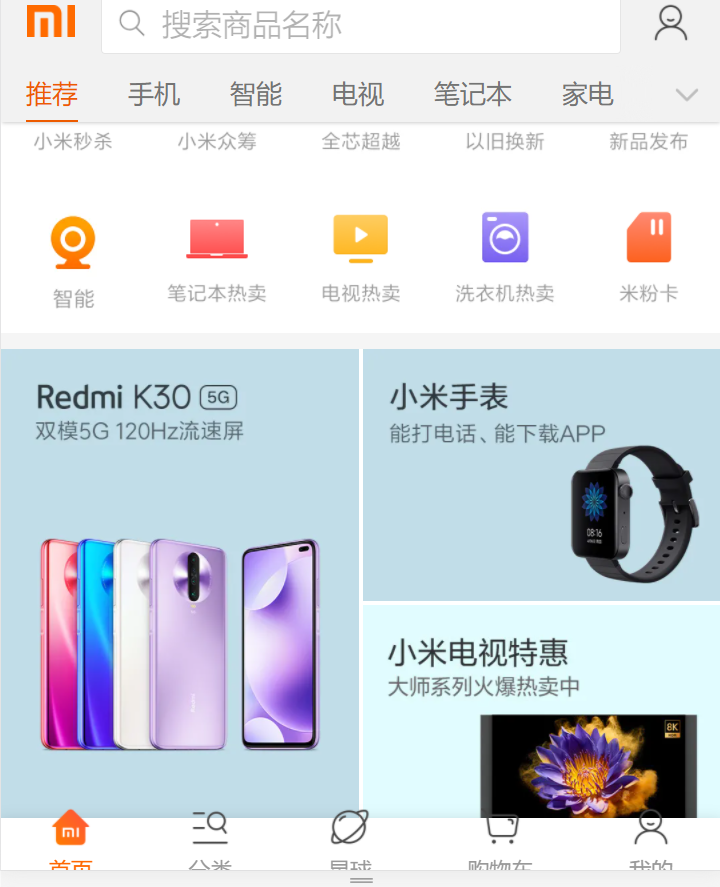 搜索商品名称
推荐 手机 智能 电视 笔记本 家电
小米秒杀 小米众筹 全芯超越 以旧换新 新品发布
智能 笔记本热卖 电视热卖 洗衣机热卖 米粉卡
Redmi K30 5G
双模5G 120Hz流速屏
小米手表
能打电话、能下载APP
08:16
Redmi
小米电视特惠
大师系列火爆热卖中
8K
首页 分类 星球 购物车 我的